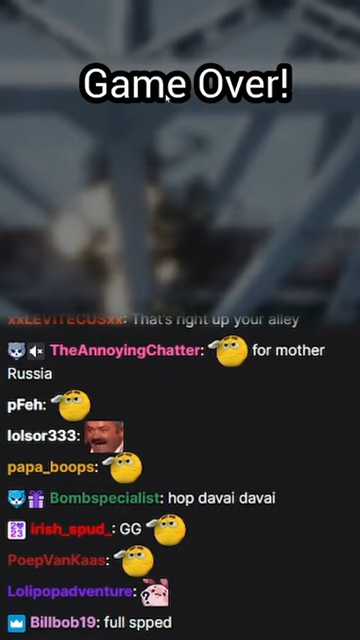 Game Over!
xxLEVITECUSxx: That's right up your alley
TheAnnoyingChatter: for mother
Russia
pFeh:
lolsor333:
papa_boops:
Bombspecialist: hop davai davai
irish_spud_: GG
PoepVanKaas:
Lolipopadventure:
Billbob19: full spped